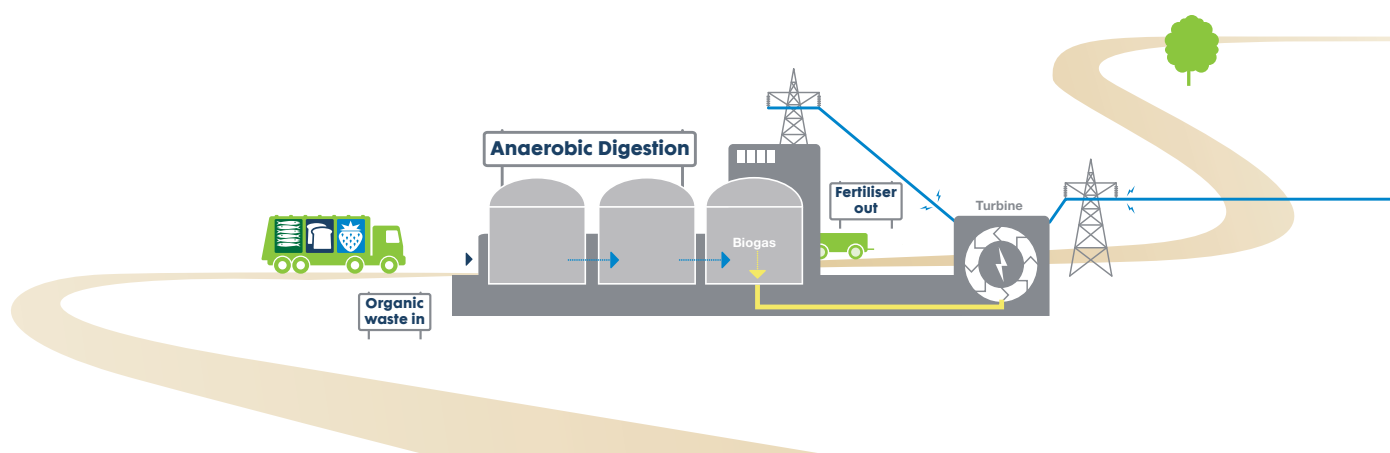 Anaerobic Digestion
Fertiliser
out
Turbine
Biogas
Organic
waste in